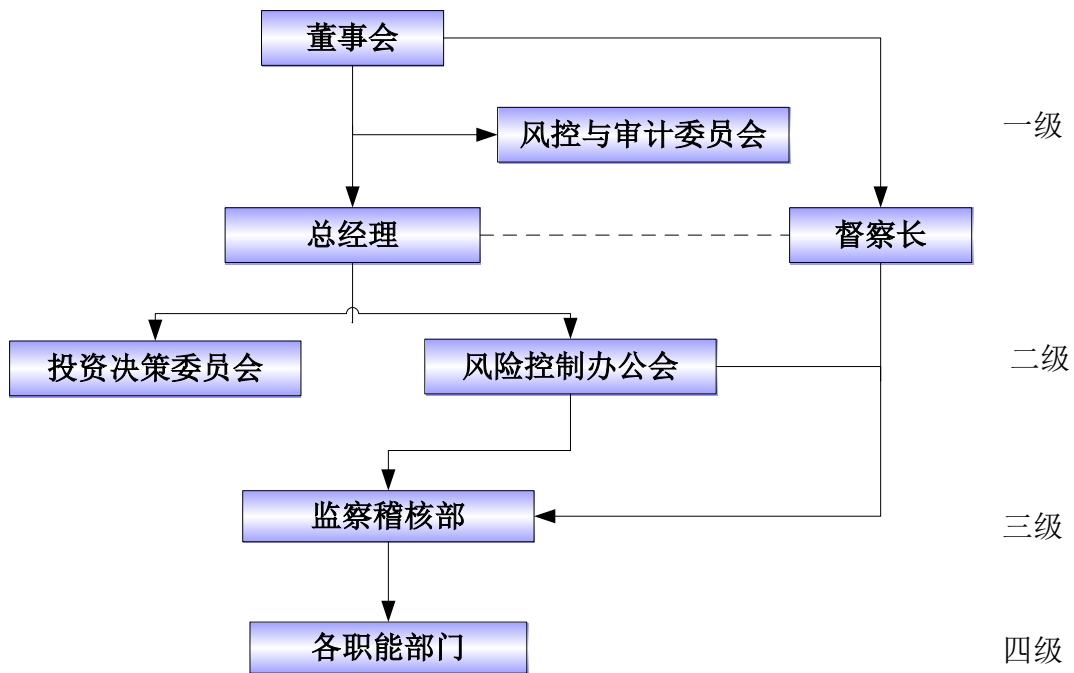 董事会
风控与审计委员会
一级
总经理
督察长
投资决策委员会
风险控制办公会
二级
监察稽核部
三级
各职能部门
四级